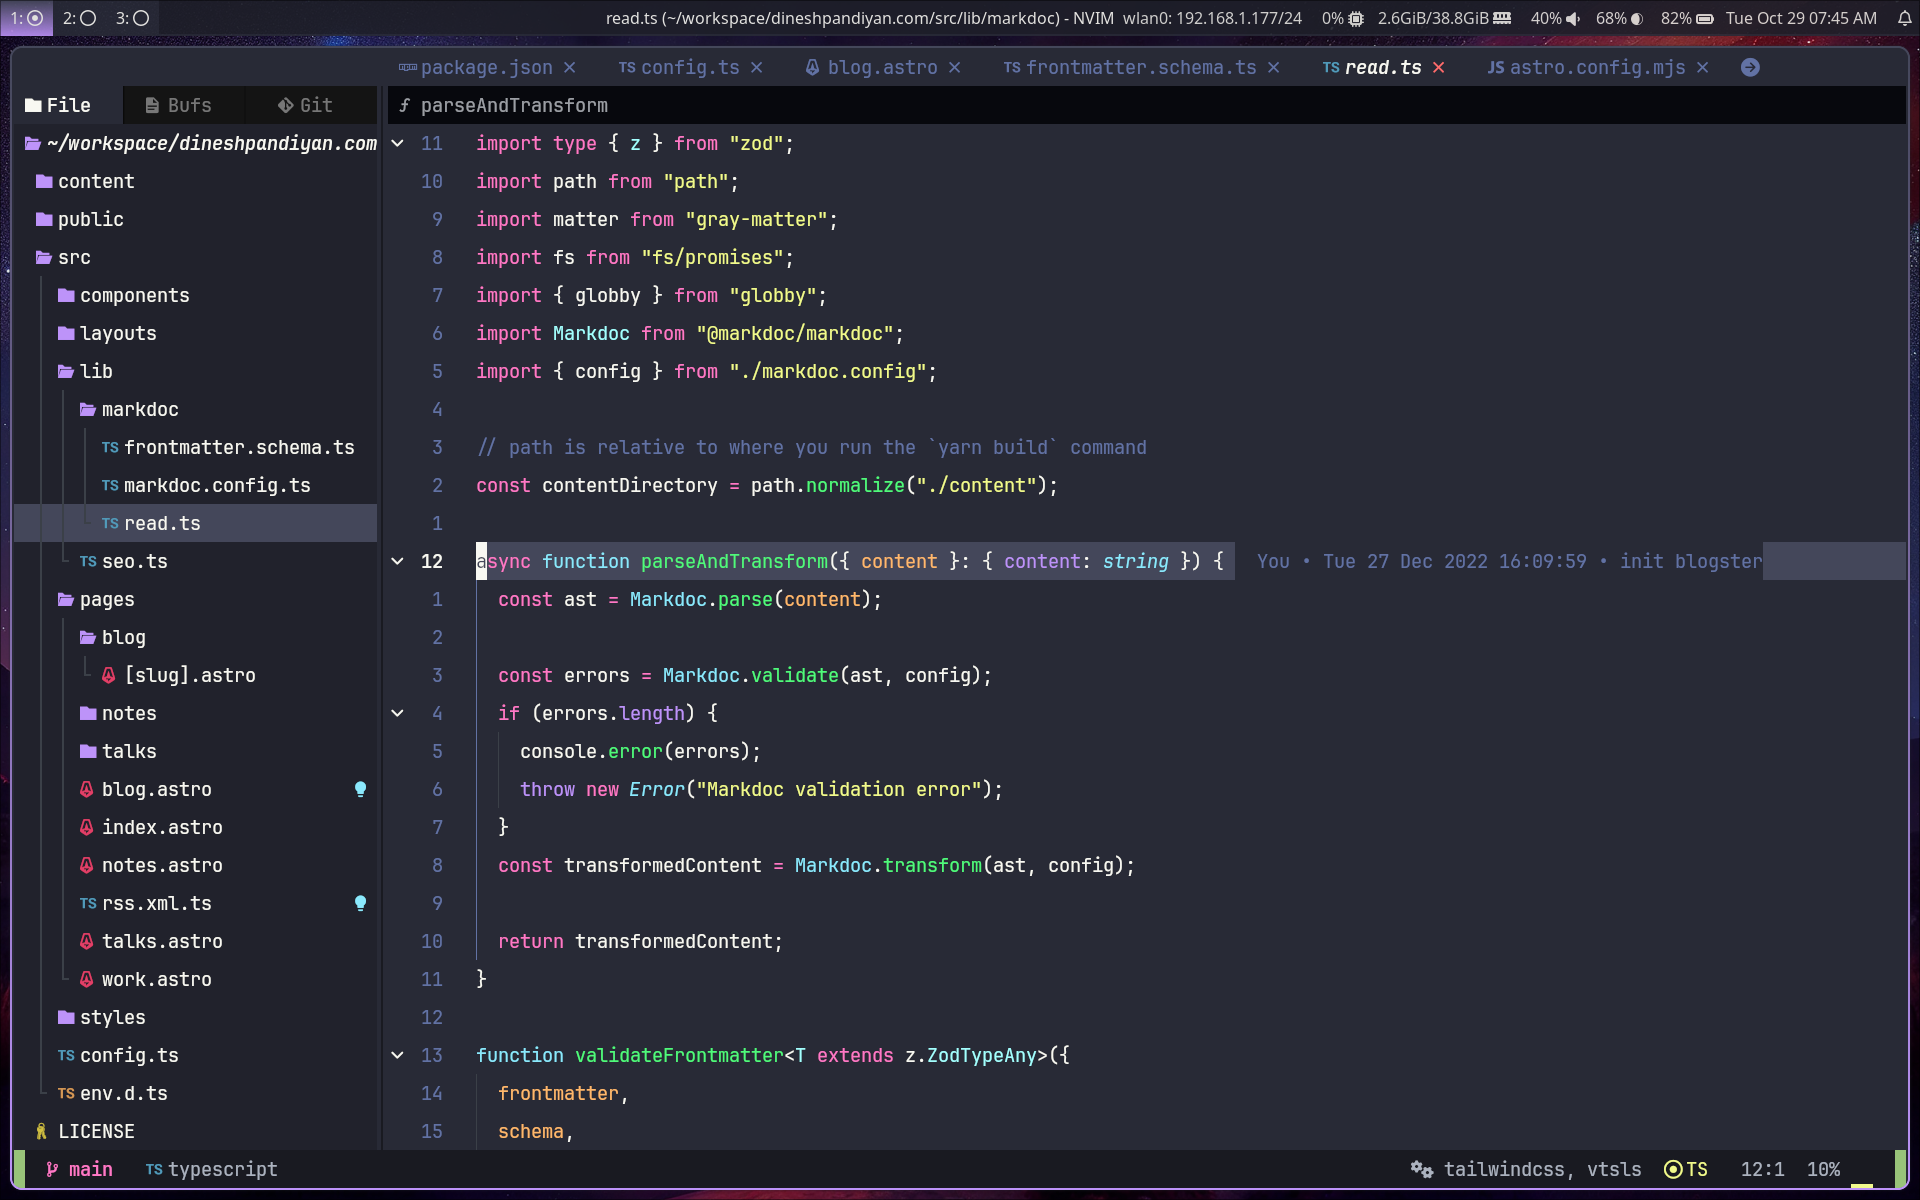 1: 2: 3: read.ts (~/workspace/dineshpandiyan.com/src/lib/markdoc) - NVIM wlan0: 192.168.1.177/24 0% 2.6GiB/38.8GiB 40% 68% 82% Tue Oct 29 07:45 AM
package.json × TS config.ts × blog.astro × TS frontmatter.schema.ts × TS read.ts × JS astro.config.mjs ×
File Bufs Git
ƒ parseAndTransform
~/workspace/dineshpandiyan.com
content
public
src
components
layouts
lib
markdoc
TS frontmatter.schema.ts
TS markdoc.config.ts
TS read.ts
TS seo.ts
pages
blog
[slug].astro
notes
talks
blog.astro
index.astro
notes.astro
TS rss.xml.ts
talks.astro
work.astro
styles
TS config.ts
TS env.d.ts
LICENSE
11 import type { z } from "zod";
10 import path from "path";
9 import matter from "gray-matter";
8 import fs from "fs/promises";
7 import { globby } from "globby";
6 import Markdoc from "@markdoc/markdoc";
5 import { config } from "./markdoc.config";
4
3 // path is relative to where you run the `yarn build` command
2 const contentDirectory = path.normalize("./content");
1
12 async function parseAndTransform({ content }: { content: string }) { You • Tue 27 Dec 2022 16:09:59 • init blogster
1 const ast = Markdoc.parse(content);
2
3 const errors = Markdoc.validate(ast, config);
4 if (errors.length) {
5 console.error(errors);
6 throw new Error("Markdoc validation error");
7 }
8 const transformedContent = Markdoc.transform(ast, config);
9
10 return transformedContent;
11 }
12
13 function validateFrontmatter<T extends z.ZodTypeAny>({
14 frontmatter,
15 schema,
main TS typescript tailwindcss, vtsls TS 12:1 10%